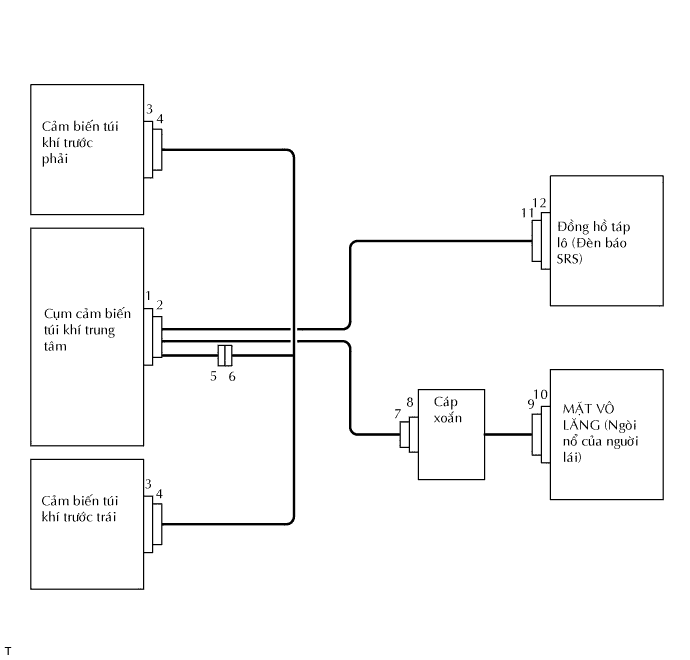 Cảm biến túi
khí trước
phải
3
4
Cụm cảm biến
túi khí trung
tâm
1
2
5 6
Cảm biến túi
khí trước trái
3
4
12
11
Đồng hồ táp
lô (Đèn báo
SRS)
Cáp
xoắn
8
7
10
9
MẶT VÔ
LĂNG (Ngòi
nổ của người
lái)
T